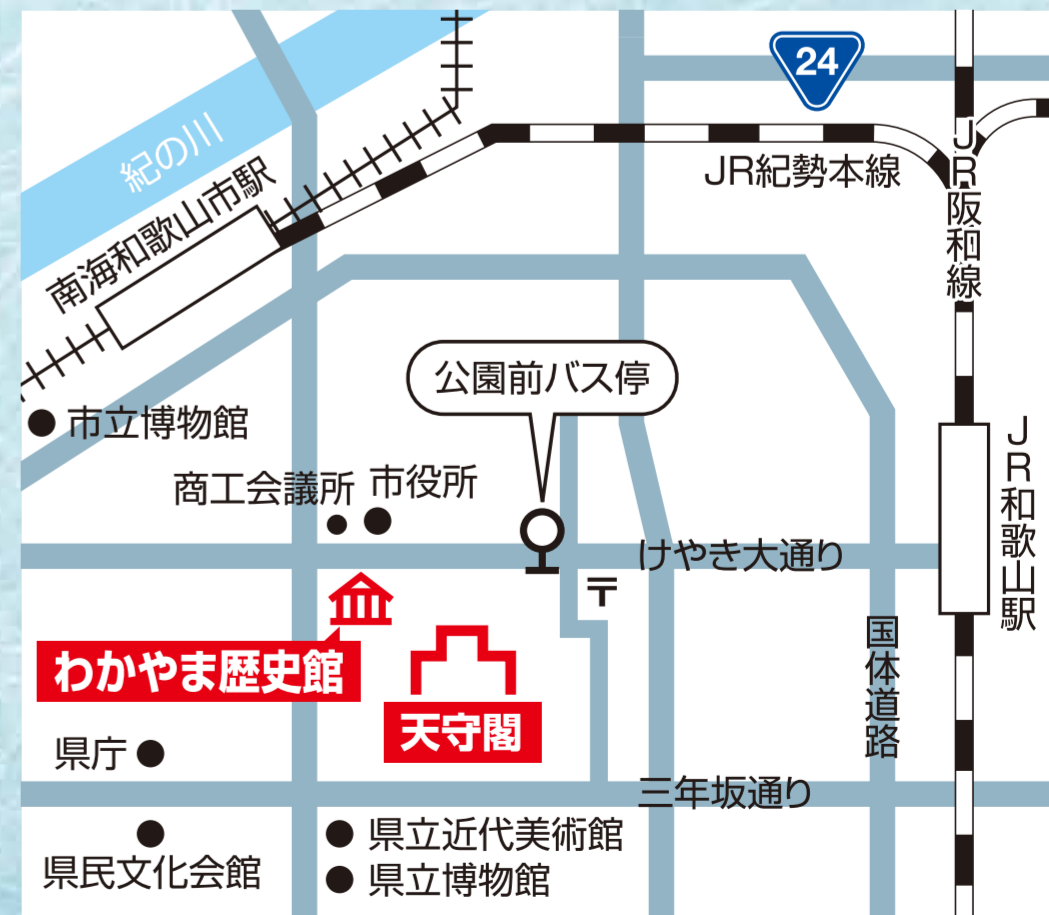 24
紀の川
南海和歌山市駅
JR紀勢本線
JR阪和線
公園前バス停
市立博物館
商工会議所
市役所
けやき大通り
〒
JR和歌山駅
わかやま歴史館
天守閣
国体道路
県庁
三年坂通り
県民文化会館
県立近代美術館
県立博物館